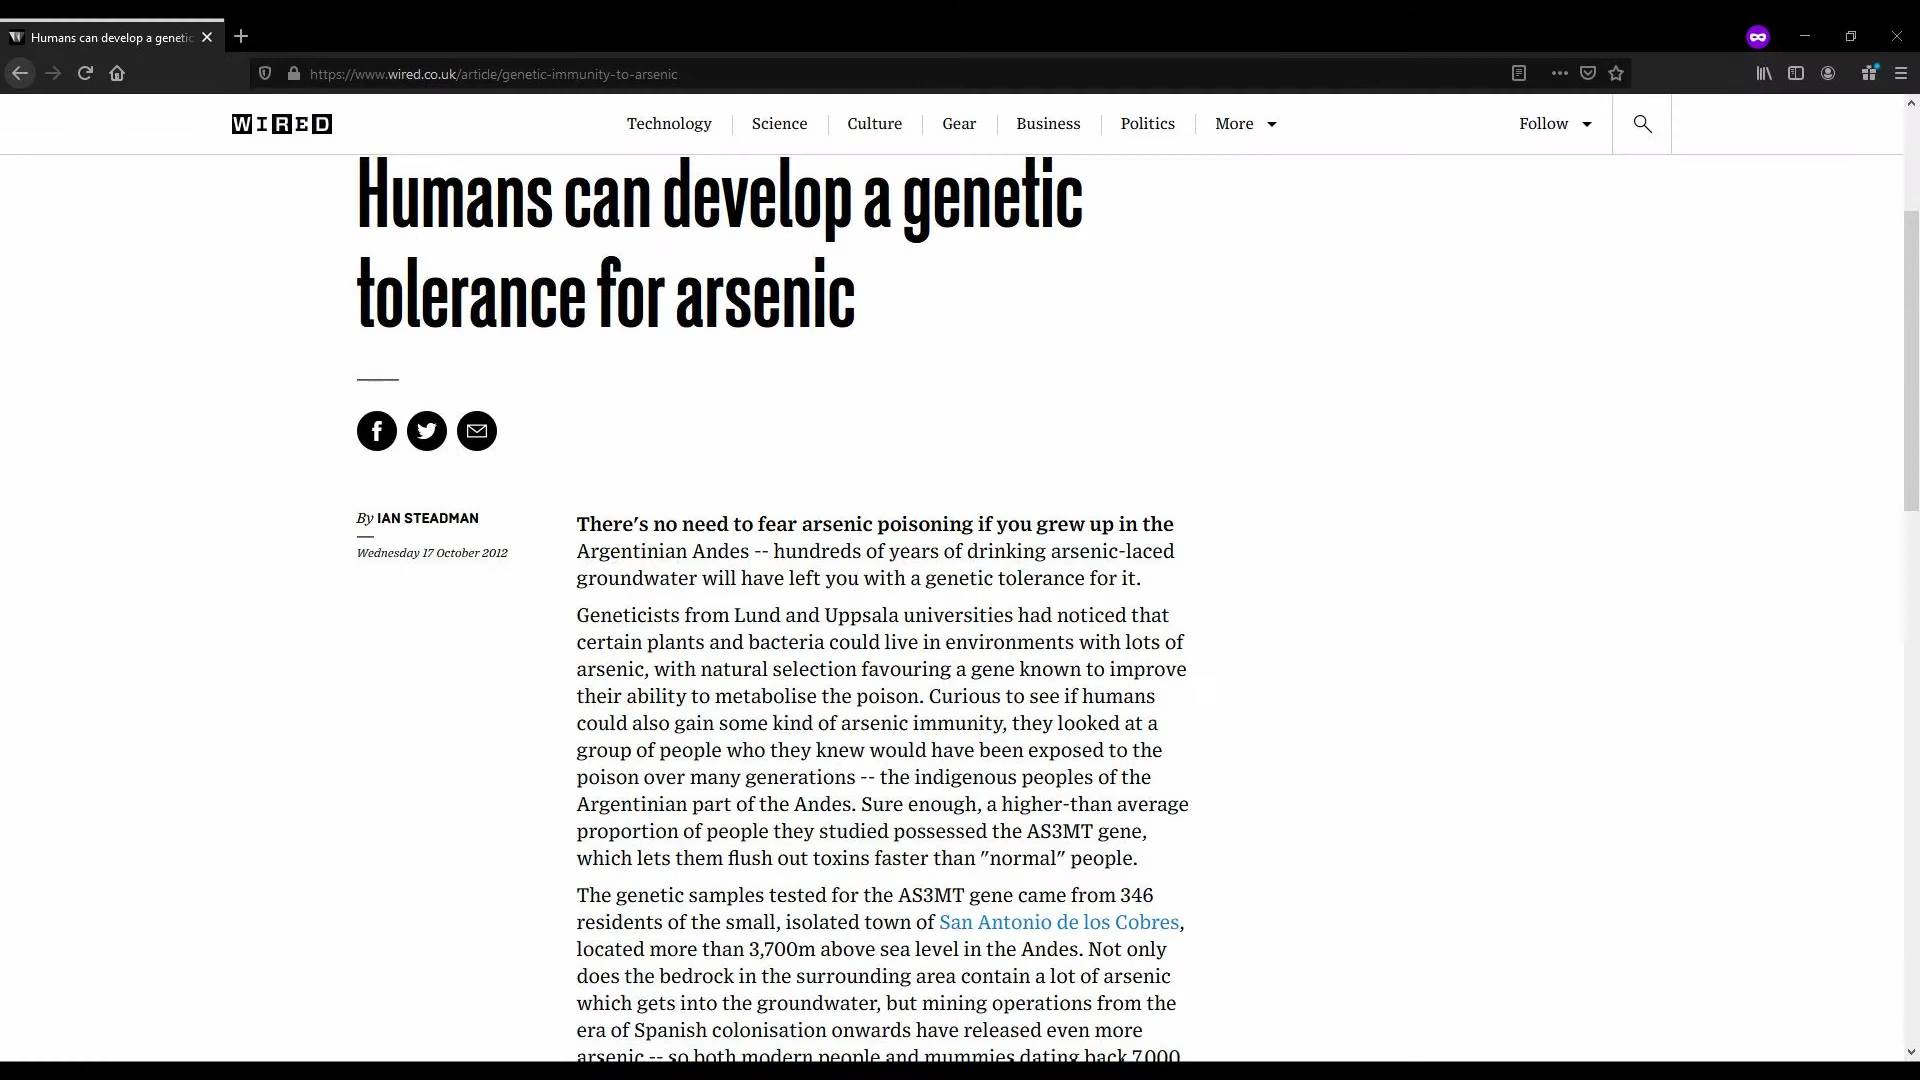 Humans can develop a genetic
https://www.wired.co.uk/article/genetic-immunity-to-arsenic
WIRED
Technology
Science
Culture
Gear
Business
Politics
More
Follow
Humans can develop a genetic
tolerance for arsenic
By IAN STEADMAN
Wednesday 17 October 2012
There's no need to fear arsenic poisoning if you grew up in the
Argentinian Andes -- hundreds of years of drinking arsenic-laced
groundwater will have left you with a genetic tolerance for it.
Geneticists from Lund and Uppsala universities had noticed that
certain plants and bacteria could live in environments with lots of
arsenic, with natural selection favouring a gene known to improve
their ability to metabolise the poison. Curious to see if humans
could also gain some kind of arsenic immunity, they looked at a
group of people who they knew would have been exposed to the
poison over many generations -- the indigenous peoples of the
Argentinian part of the Andes. Sure enough, a higher-than average
proportion of people they studied possessed the AS3MT gene,
which lets them flush out toxins faster than "normal" people.
The genetic samples tested for the AS3MT gene came from 346
residents of the small, isolated town of San Antonio de los Cobres,
located more than 3,700m above sea level in the Andes. Not only
does the bedrock in the surrounding area contain a lot of arsenic
which gets into the groundwater, but mining operations from the
era of Spanish colonisation onwards have released even more
arsenic -- so both modern people and mummies dating back 7,000